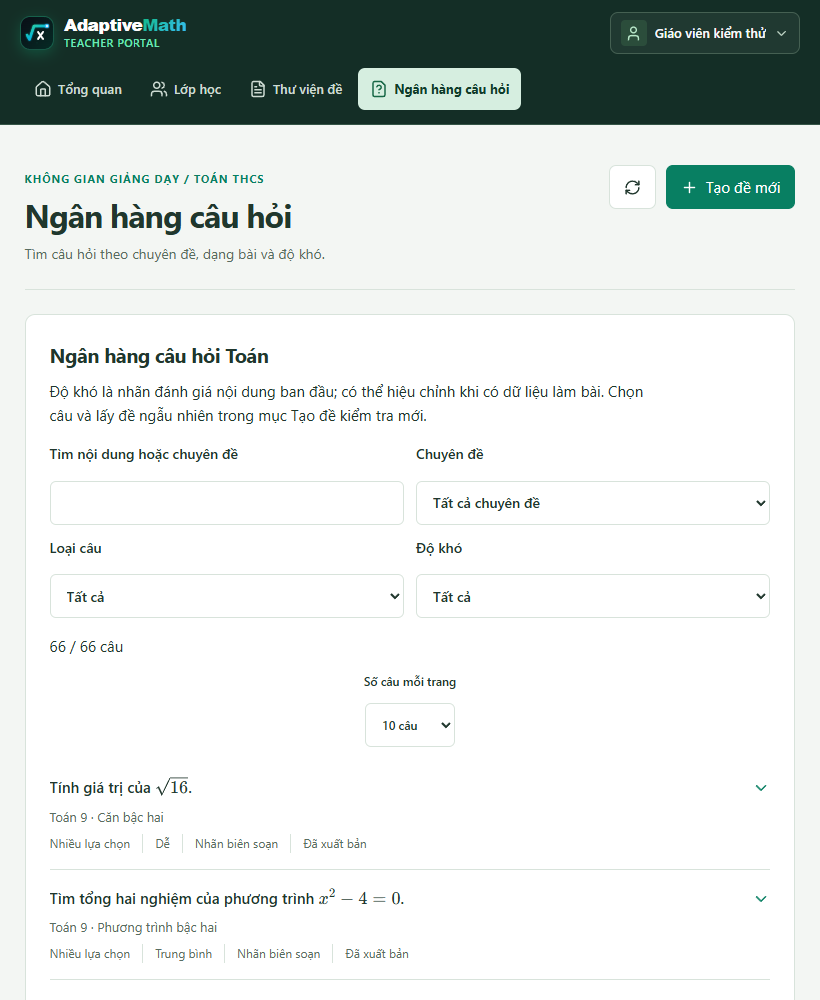 AdaptiveMath
TEACHER PORTAL
Giáo viên kiểm thử
Tổng quan
Lớp học
Thư viện đề
Ngân hàng câu hỏi
KHÔNG GIAN GIẢNG DẠY / TOÁN THCS
Ngân hàng câu hỏi
Tìm câu hỏi theo chuyên đề, dạng bài và độ khó.
Tạo đề mới
Ngân hàng câu hỏi Toán
Độ khó là nhãn đánh giá nội dung ban đầu; có thể hiệu chỉnh khi có dữ liệu làm bài. Chọn
câu và lấy đề ngẫu nhiên trong mục Tạo đề kiểm tra mới.
Tìm nội dung hoặc chuyên đề
Chuyên đề
Tất cả chuyên đề
Loại câu
Độ khó
Tất cả
Tất cả
66 / 66 câu
Số câu mỗi trang
10 câu
Tính giá trị của √16.
Toán 9 · Căn bậc hai
Nhiều lựa chọn | Dễ | Nhãn biên soạn | Đã xuất bản
Tìm tổng hai nghiệm của phương trình x² − 4 = 0.
Toán 9 · Phương trình bậc hai
Nhiều lựa chọn | Trung bình | Nhãn biên soạn | Đã xuất bản